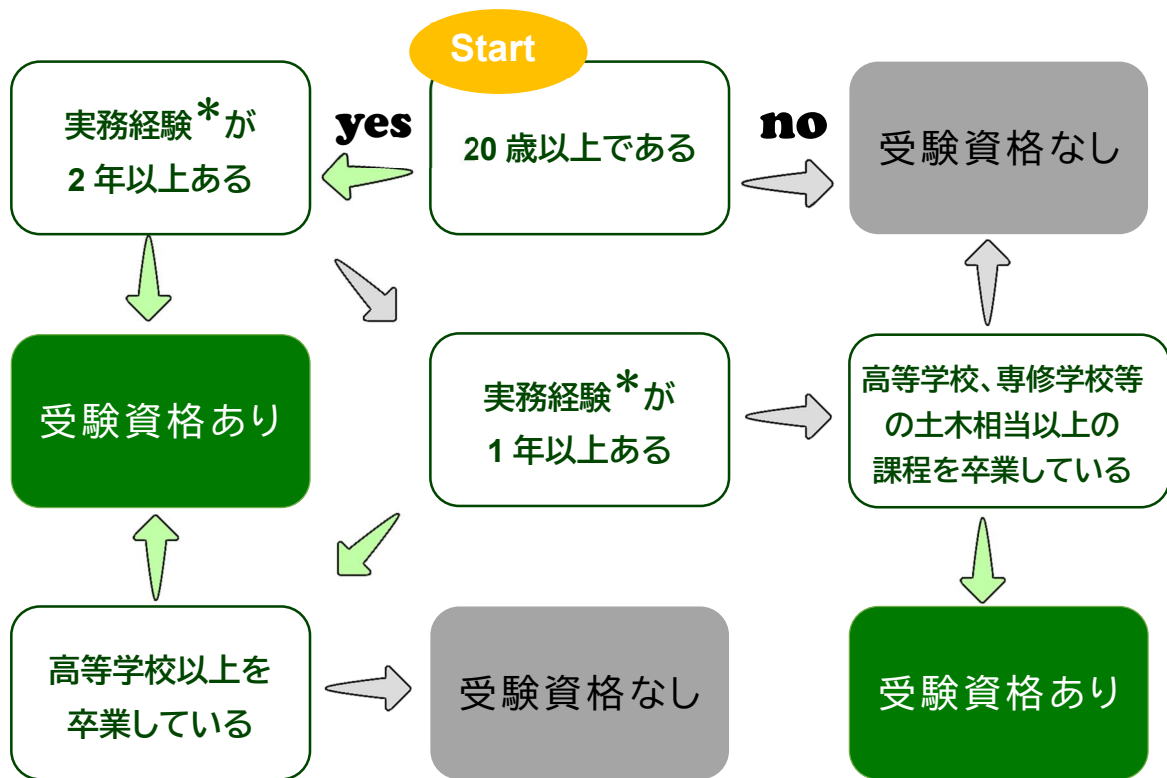 Start
実務経験*が
2 年以上ある
yes
20 歳以上である
no
受験資格なし
受験資格あり
実務経験*が
1 年以上ある
高等学校、専修学校等
の土木相当以上の
課程を卒業している
高等学校以上を
卒業している
受験資格なし
受験資格あり